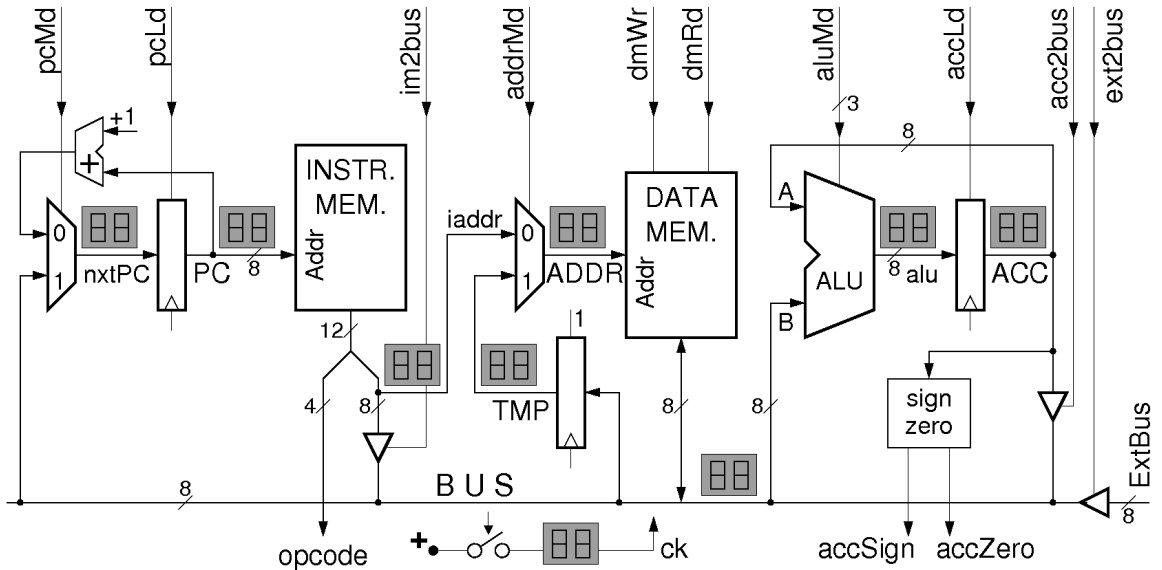 pcMd
pcLd
im2bus
addrMd
dmWr
dmRd
aluMd
accLd
acc2bus
ext2bus
+1
+
3
8
INSTR.
MEM.
Addr
DATA
MEM.
Addr
iaddr
A
B
ALU
0
1
nxtPC
PC
8
0
1
ADDR
8
alu
ACC
12
1
4
8
TMP
8
8
sign
zero
8
BUS
ExtBus
8
+
ck
opcode
accSign
accZero